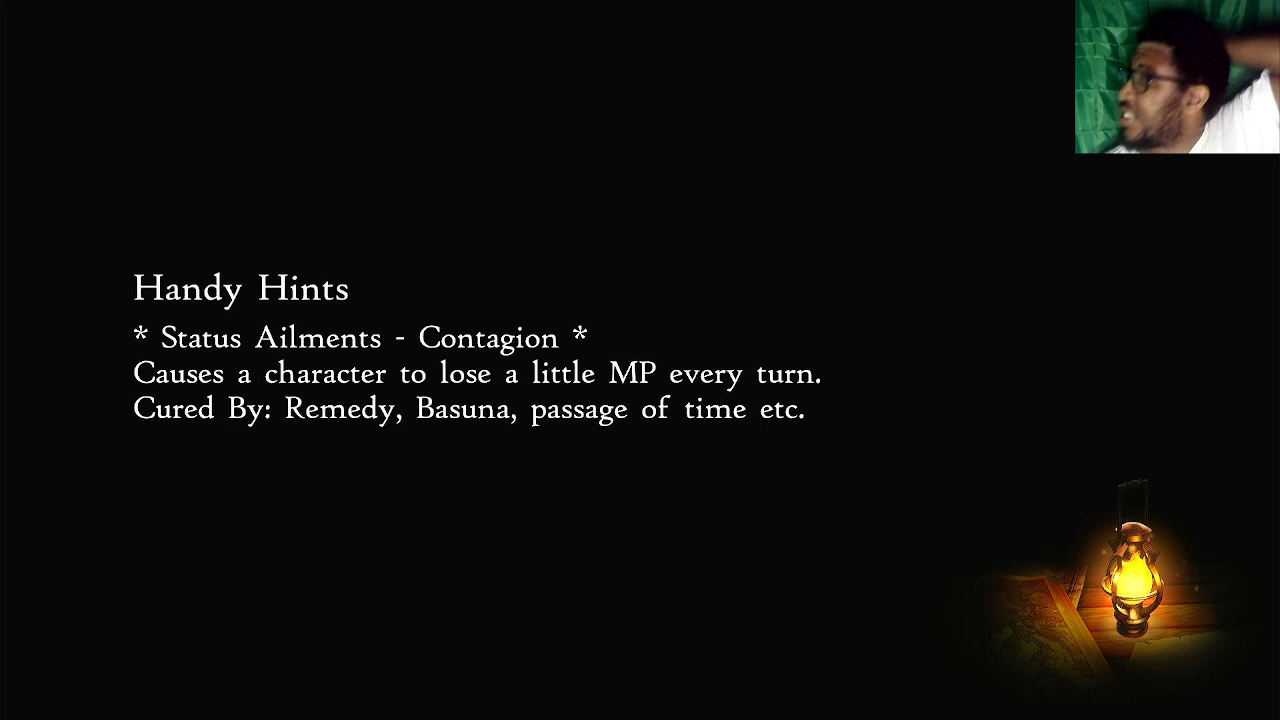 Handy Hints
* Status Ailments - Contagion *
Causes a character to lose a little MP every turn.
Cured By: Remedy, Basuna, passage of time etc.